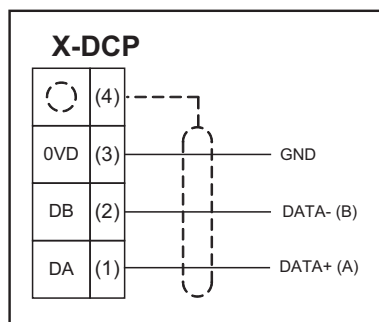 X-DCP
(4)
0VD (3) GND
DB (2) DATA- (B)
DA (1) DATA+ (A)